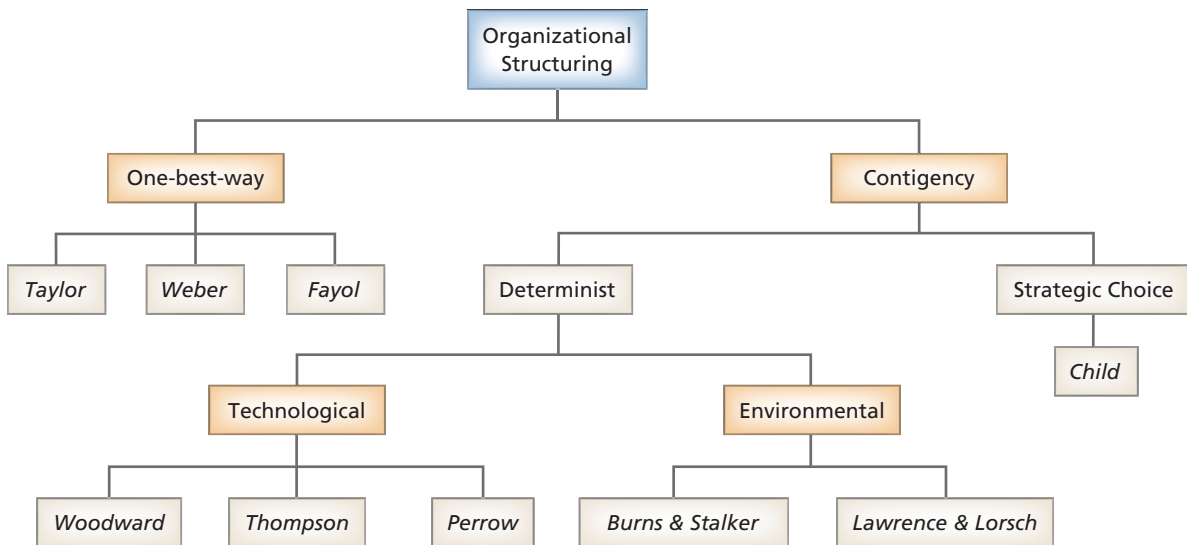 Organizational
Structuring
One-best-way
Contigency
Taylor
Weber
Fayol
Determinist
Strategic Choice
Child
Technological
Environmental
Woodward
Thompson
Perrow
Burns & Stalker
Lawrence & Lorsch